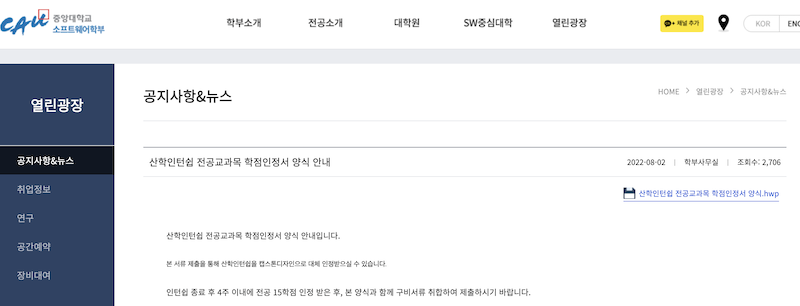 CAU 중앙대학교
소프트웨어학부
학부소개 전공소개 대학원 SW중심대학 열린광장
채널 추가 KOR ENG
열린광장
공지사항&뉴스
취업정보
연구
공간예약
장비대여
공지사항&뉴스
HOME > 열린광장 > 공지사항&뉴스
산학인턴쉽 전공교과목 학점인정서 양식 안내
2022-08-02 | 학부사무실 | 조회수: 2,706
산학인턴쉽 전공교과목 학점인정서 양식.hwp
산학인턴쉽 전공교과목 학점인정서 양식 안내입니다.
본 서류 제출을 통해 산학인턴쉽을 캡스톤디자인으로 대체 인정받으실 수 있습니다.
인턴쉽 종료 후 4주 이내에 전공 15학점 인정 받은 후, 본 양식과 함께 구비서류 취합하여 제출하시기 바랍니다.